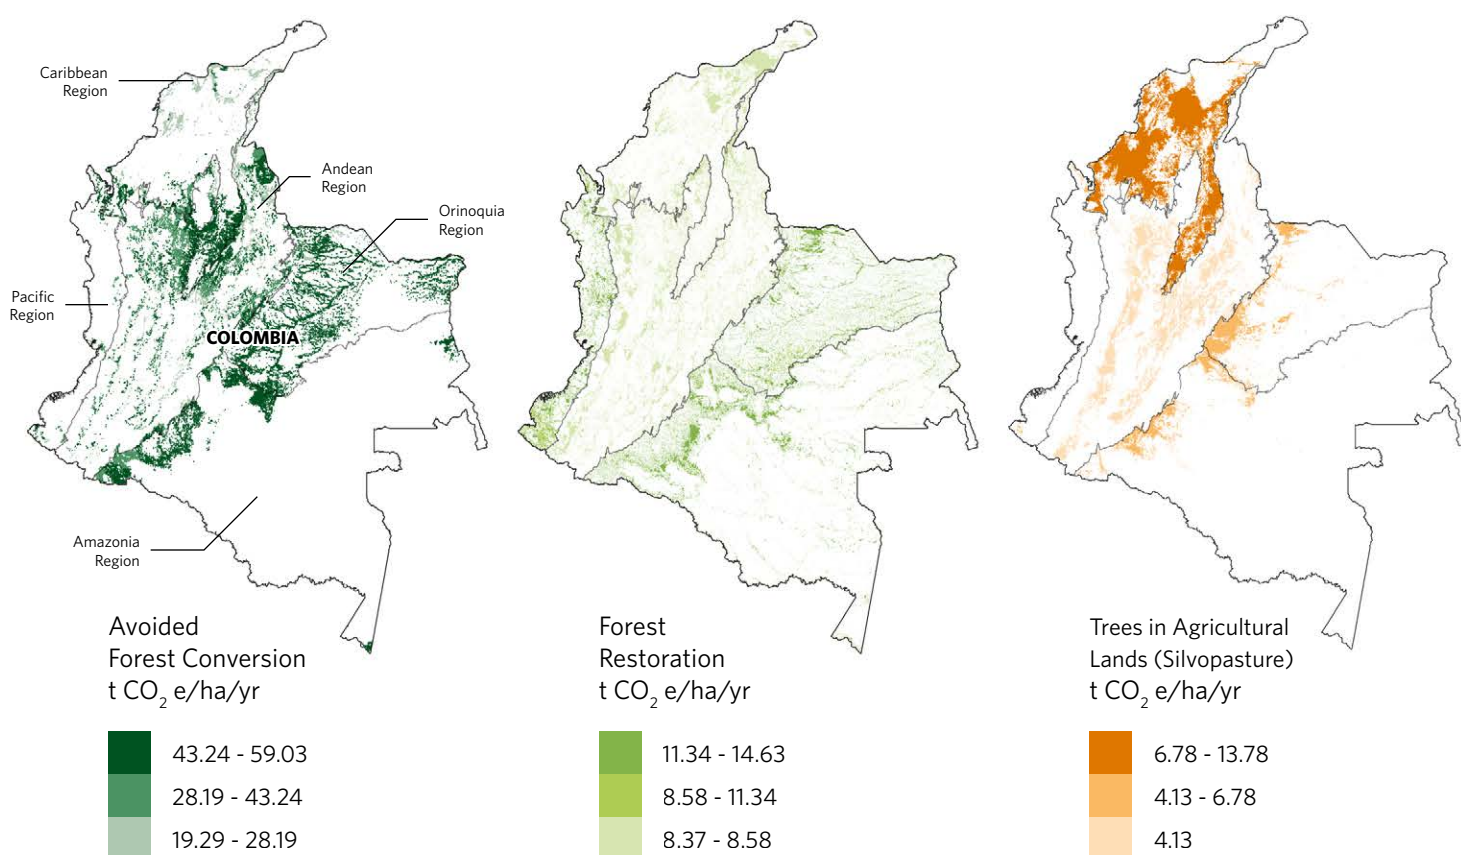 Caribbean
Region
Andean
Region
Orinoquia
Region
Pacific
Region
COLOMBIA
Amazonia
Region
Avoided
Forest Conversion
t CO₂ e/ha/yr
43.24 - 59.03
28.19 - 43.24
19.29 - 28.19
Forest
Restoration
t CO₂ e/ha/yr
11.34 - 14.63
8.58 - 11.34
8.37 - 8.58
Trees in Agricultural
Lands (Silvopasture)
t CO₂ e/ha/yr
6.78 - 13.78
4.13 - 6.78
4.13